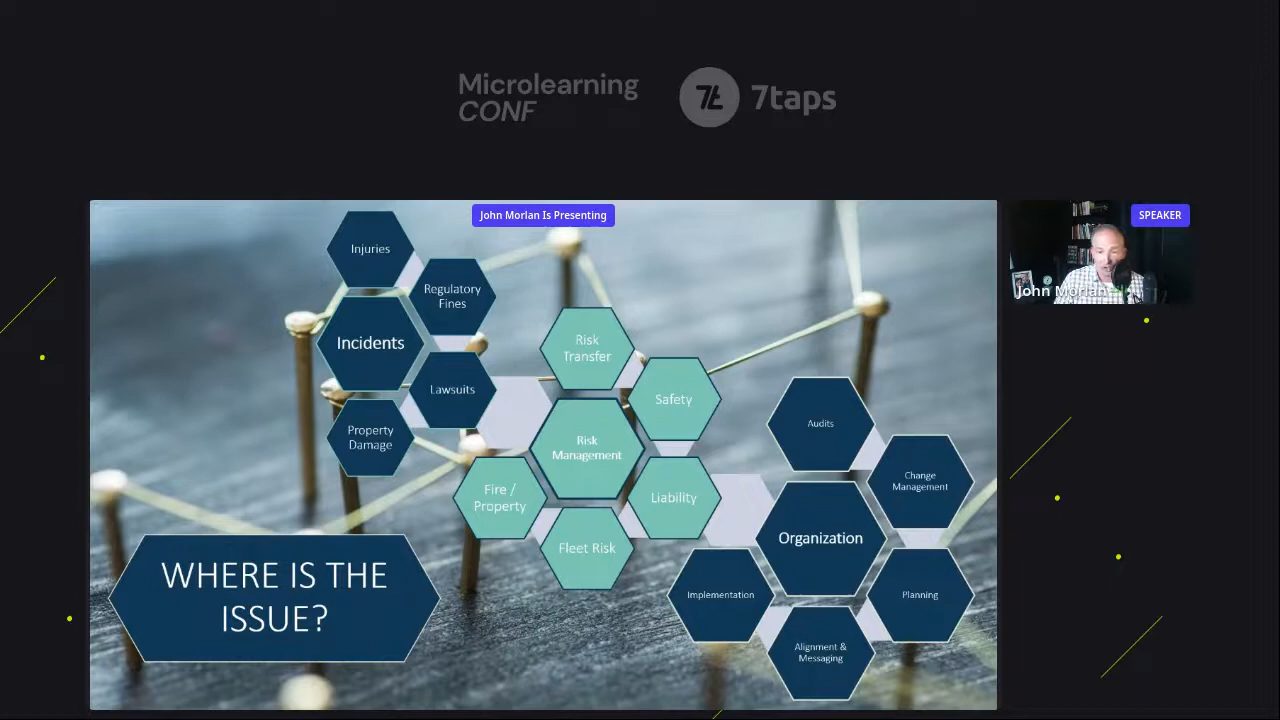 Microlearning
CONF
7taps
John Morlan Is Presenting
SPEAKER
John Morlan
Injuries
Regulatory
Fines
Incidents
Lawsuits
Property
Damage
Risk
Transfer
Safety
Risk
Management
Fire /
Property
Liability
Fleet Risk
Audits
Change
Management
Organization
Implementation
Planning
Alignment &
Messaging
WHERE IS THE
ISSUE?